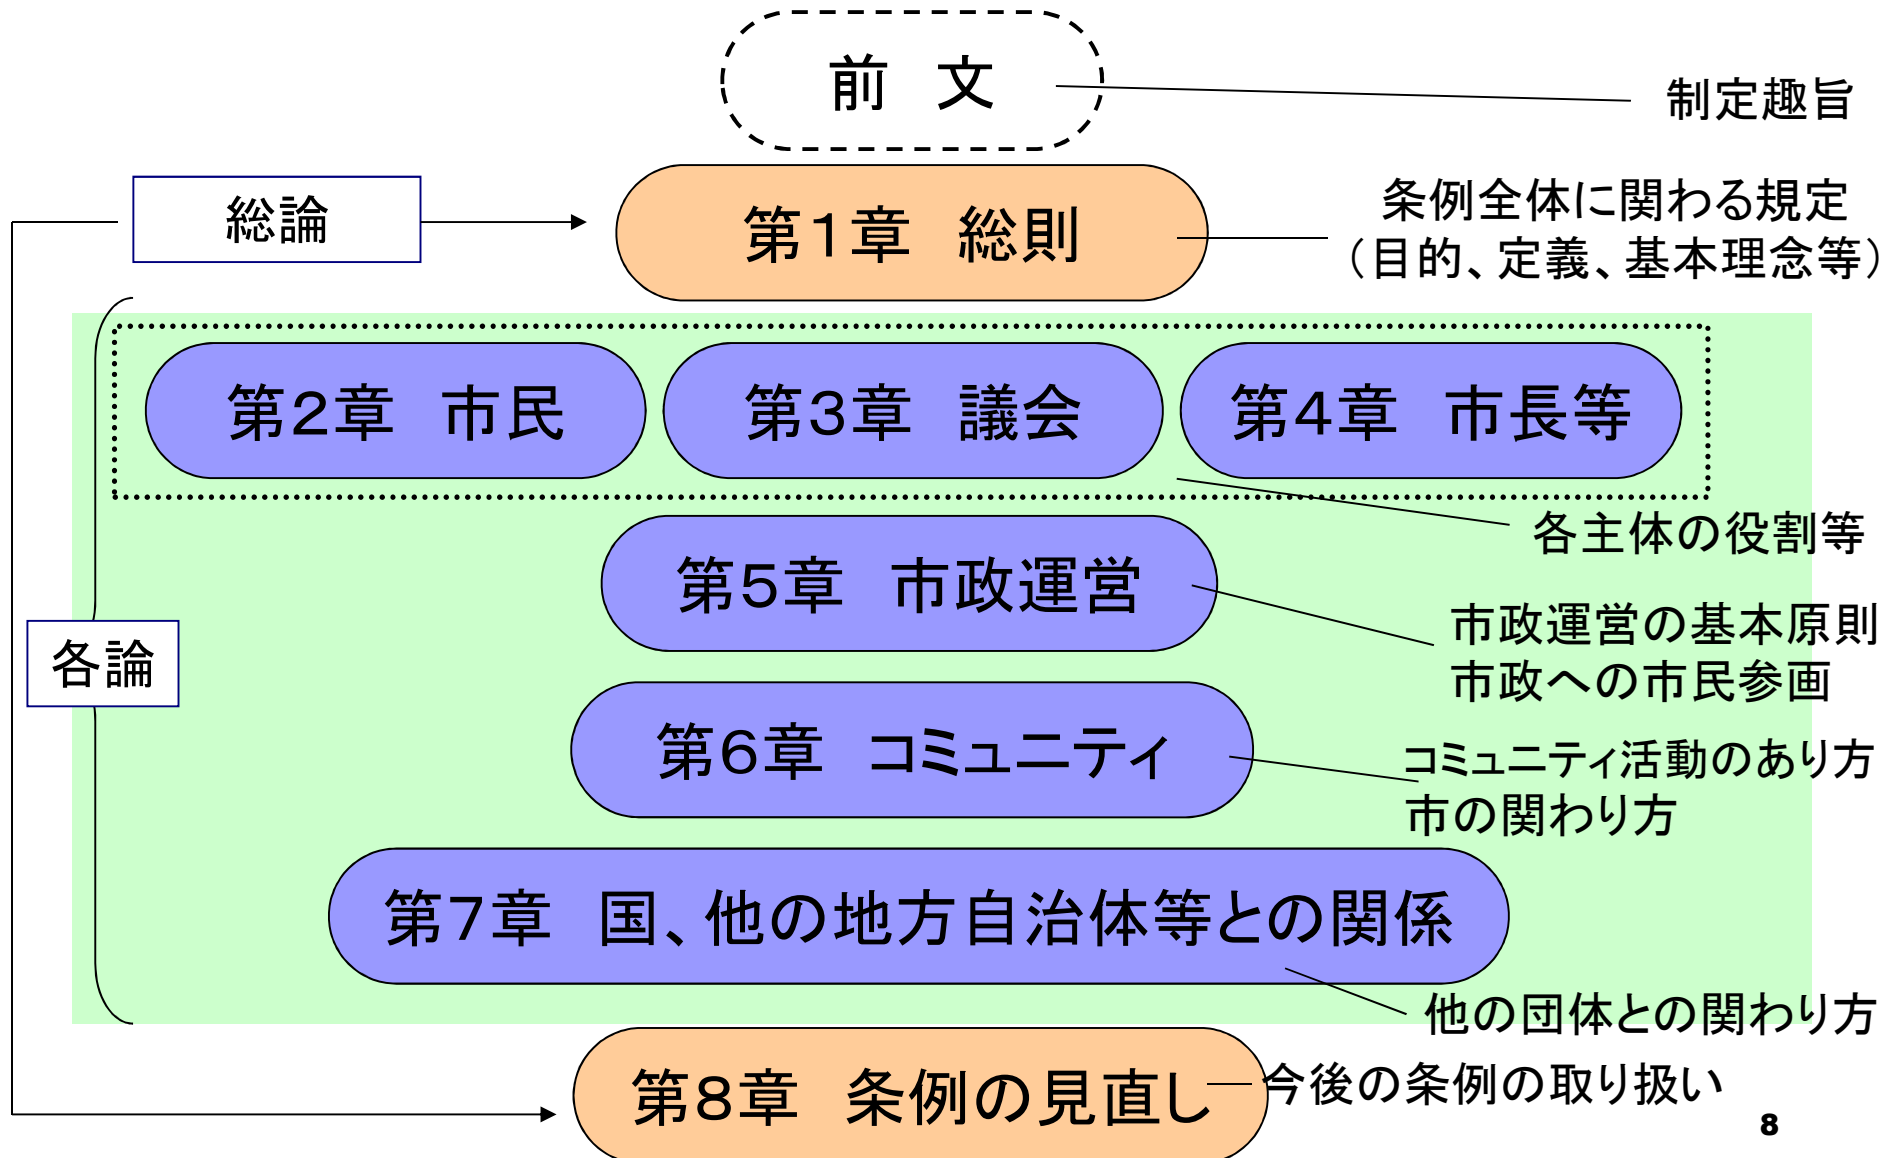 前　文
制定趣旨
総論
第１章　総則
条例全体に関わる規定
（目的、定義、基本理念等）
第２章　市民
第３章　議会
第４章　市長等
各主体の役割等
第５章　市政運営
市政運営の基本原則
市政への市民参画
各論
第６章　コミュニティ
コミュニティ活動のあり方
市の関わり方
第７章　国、他の地方自治体等との関係
他の団体との関わり方
第８章　条例の見直し
今後の条例の取り扱い
8